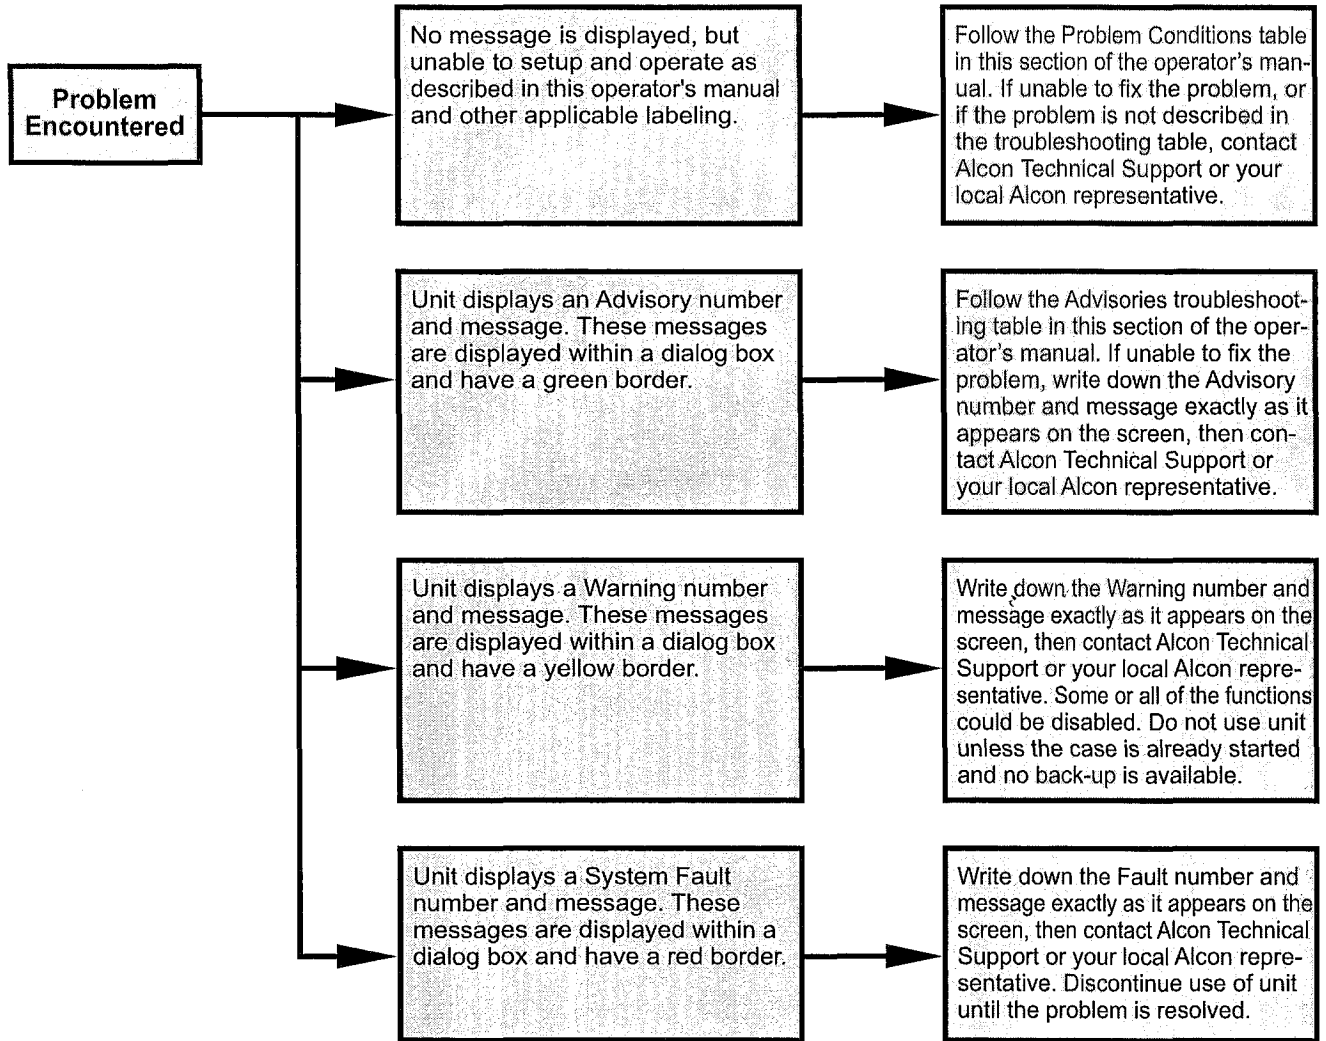 Problem
Encountered
No message is displayed, but
unable to setup and operate as
described in this operator's manual
and other applicable labeling.
Follow the Problem Conditions table
in this section of the operator's man-
ual. If unable to fix the problem, or
if the problem is not described in
the troubleshooting table, contact
Alcon Technical Support or your
local Alcon representative.
Unit displays an Advisory number
and message. These messages
are displayed within a dialog box
and have a green border.
Follow the Advisories troubleshoot-
ing table in this section of the oper-
ator's manual. If unable to fix the
problem, write down the Advisory
number and message exactly as it
appears on the screen, then con-
tact Alcon Technical Support or
your local Alcon representative.
Unit displays a Warning number
and message. These messages
are displayed within a dialog box
and have a yellow border.
Write down the Warning number and
message exactly as it appears on the
screen, then contact Alcon Technical
Support or your local Alcon repre-
sentative. Some or all of the functions
could be disabled. Do not use unit
unless the case is already started
and no back-up is available.
Unit displays a System Fault
number and message. These
messages are displayed within a
dialog box and have a red border.
Write down the Fault number and
message exactly as it appears on the
screen, then contact Alcon Technical
Support or your local Alcon repre-
sentative. Discontinue use of unit
until the problem is resolved.